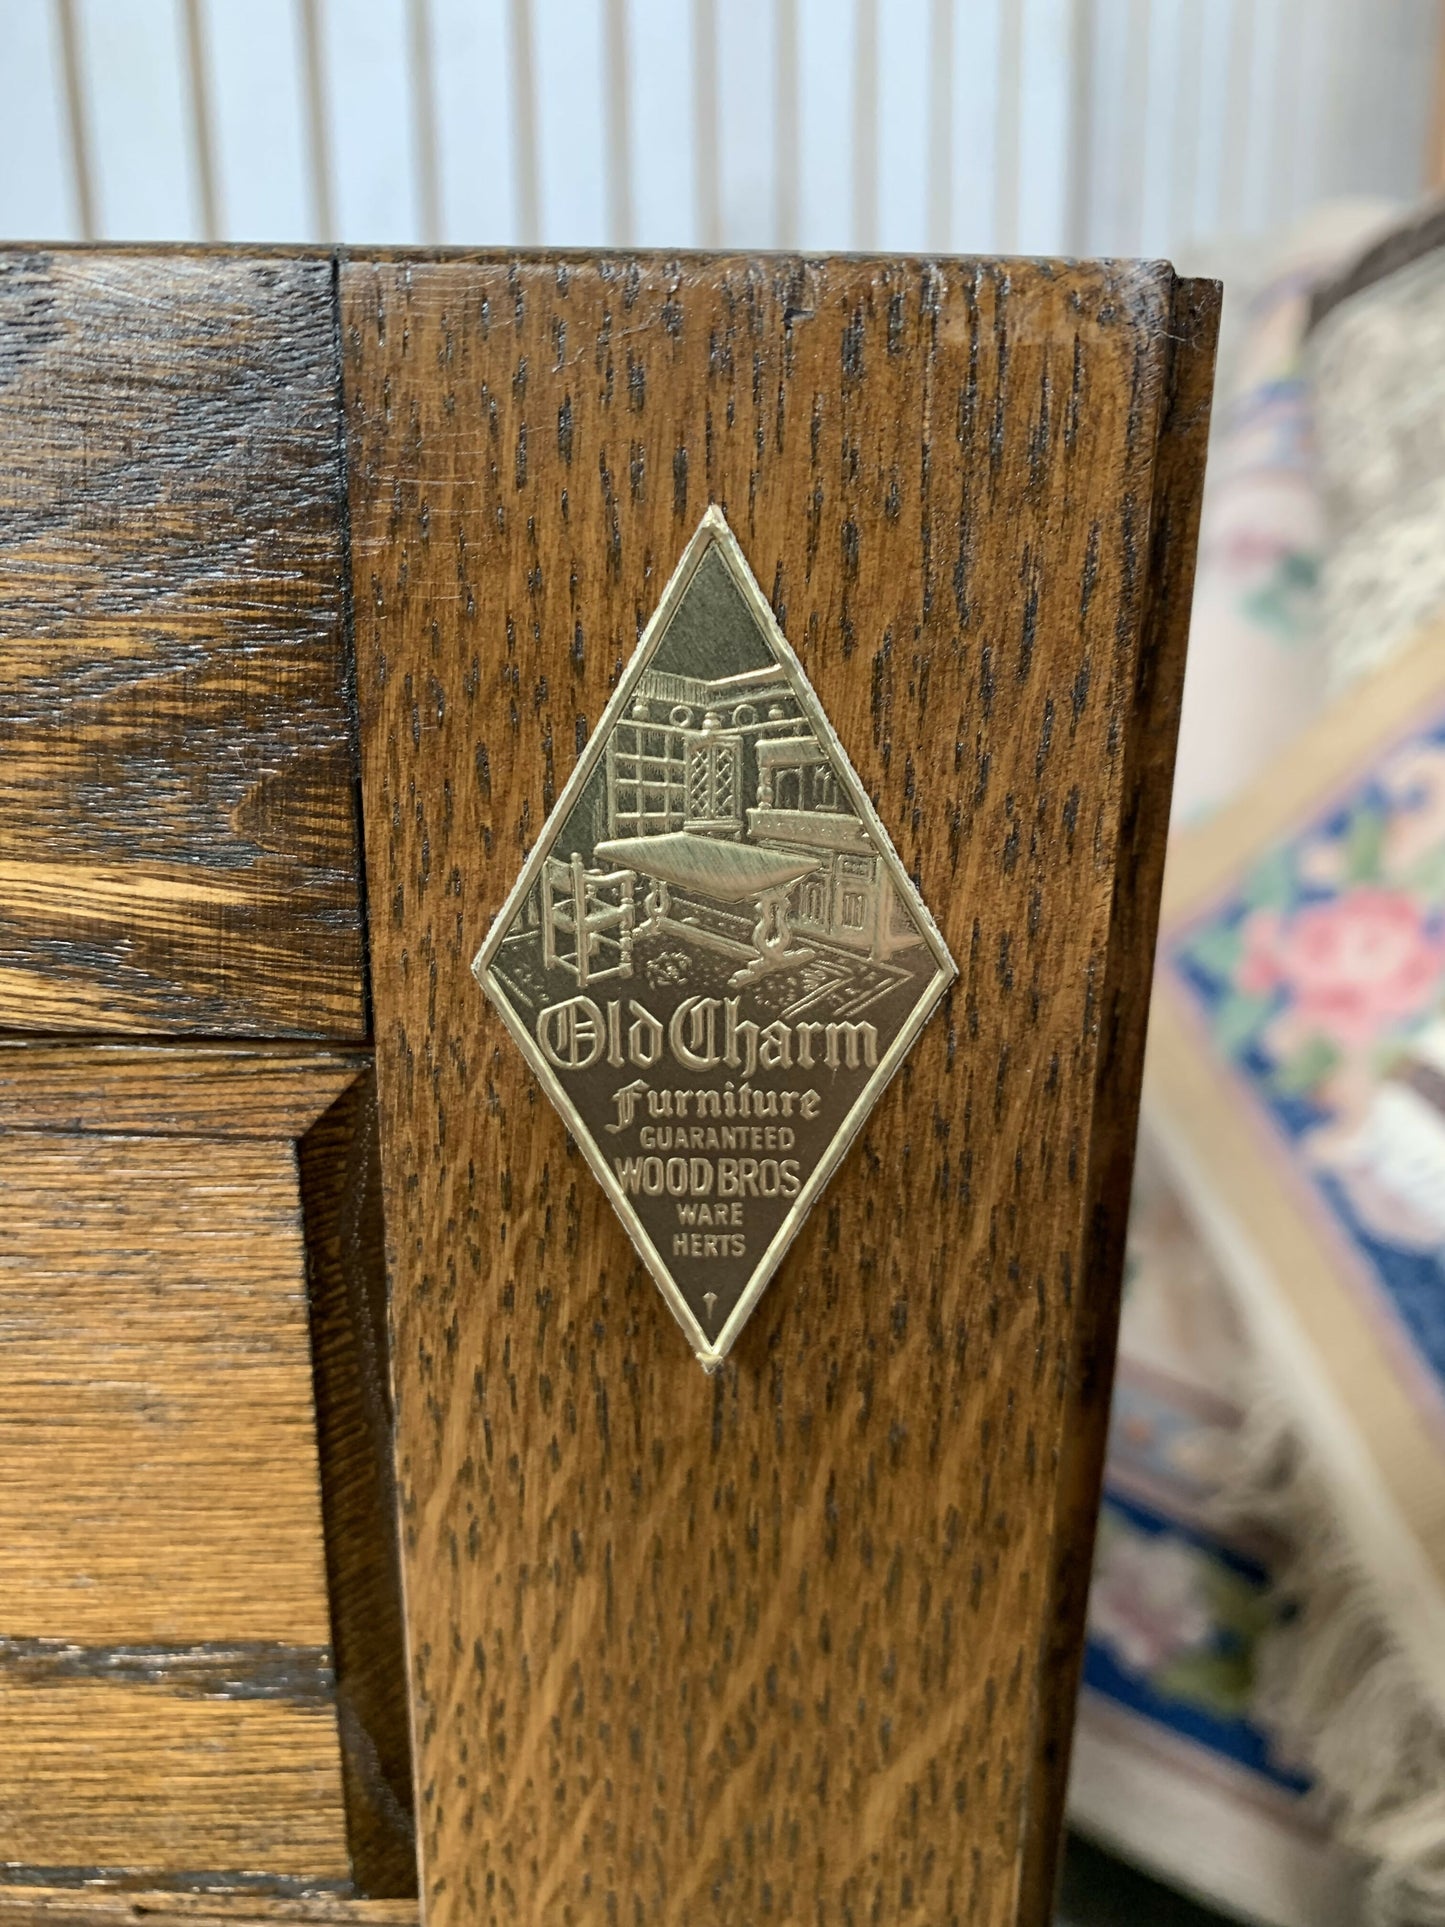 Old Charm
Furniture
GUARANTEED
WOOD BROS
WARE
HERTS